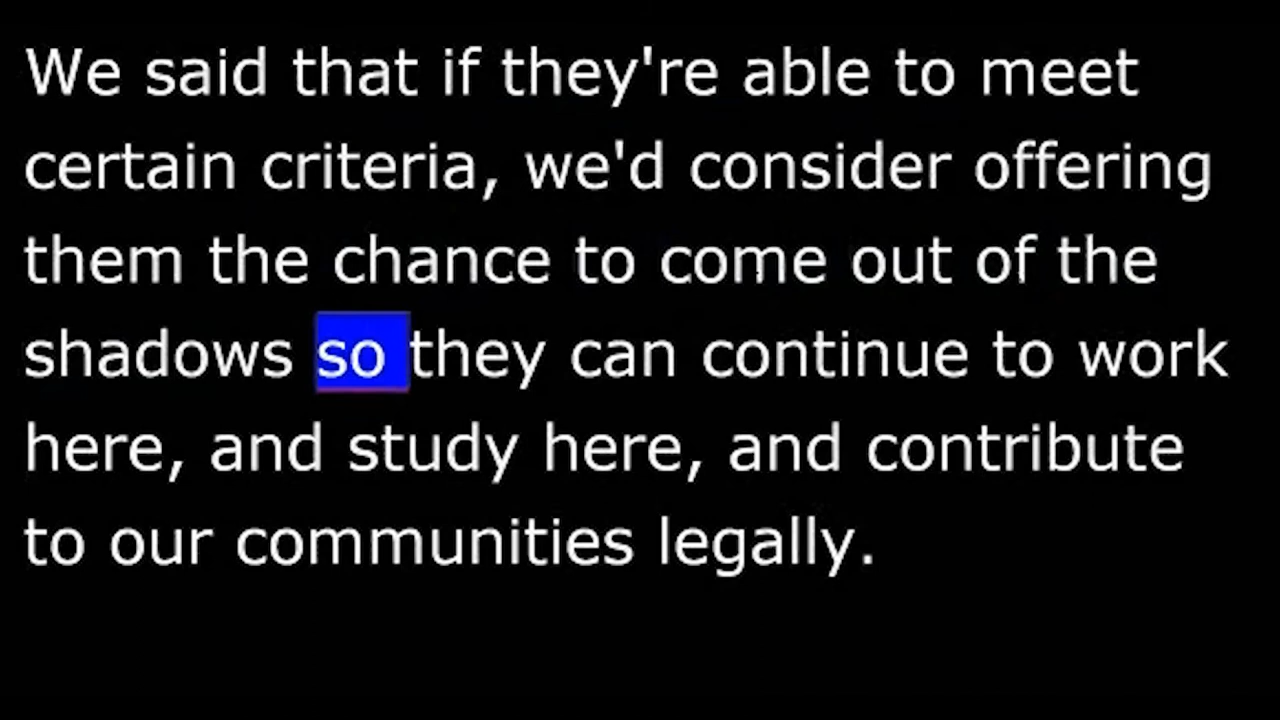 We said that if they're able to meet
certain criteria, we'd consider offering
them the chance to come out of the
shadows so they can continue to work
here, and study here, and contribute
to our communities legally.